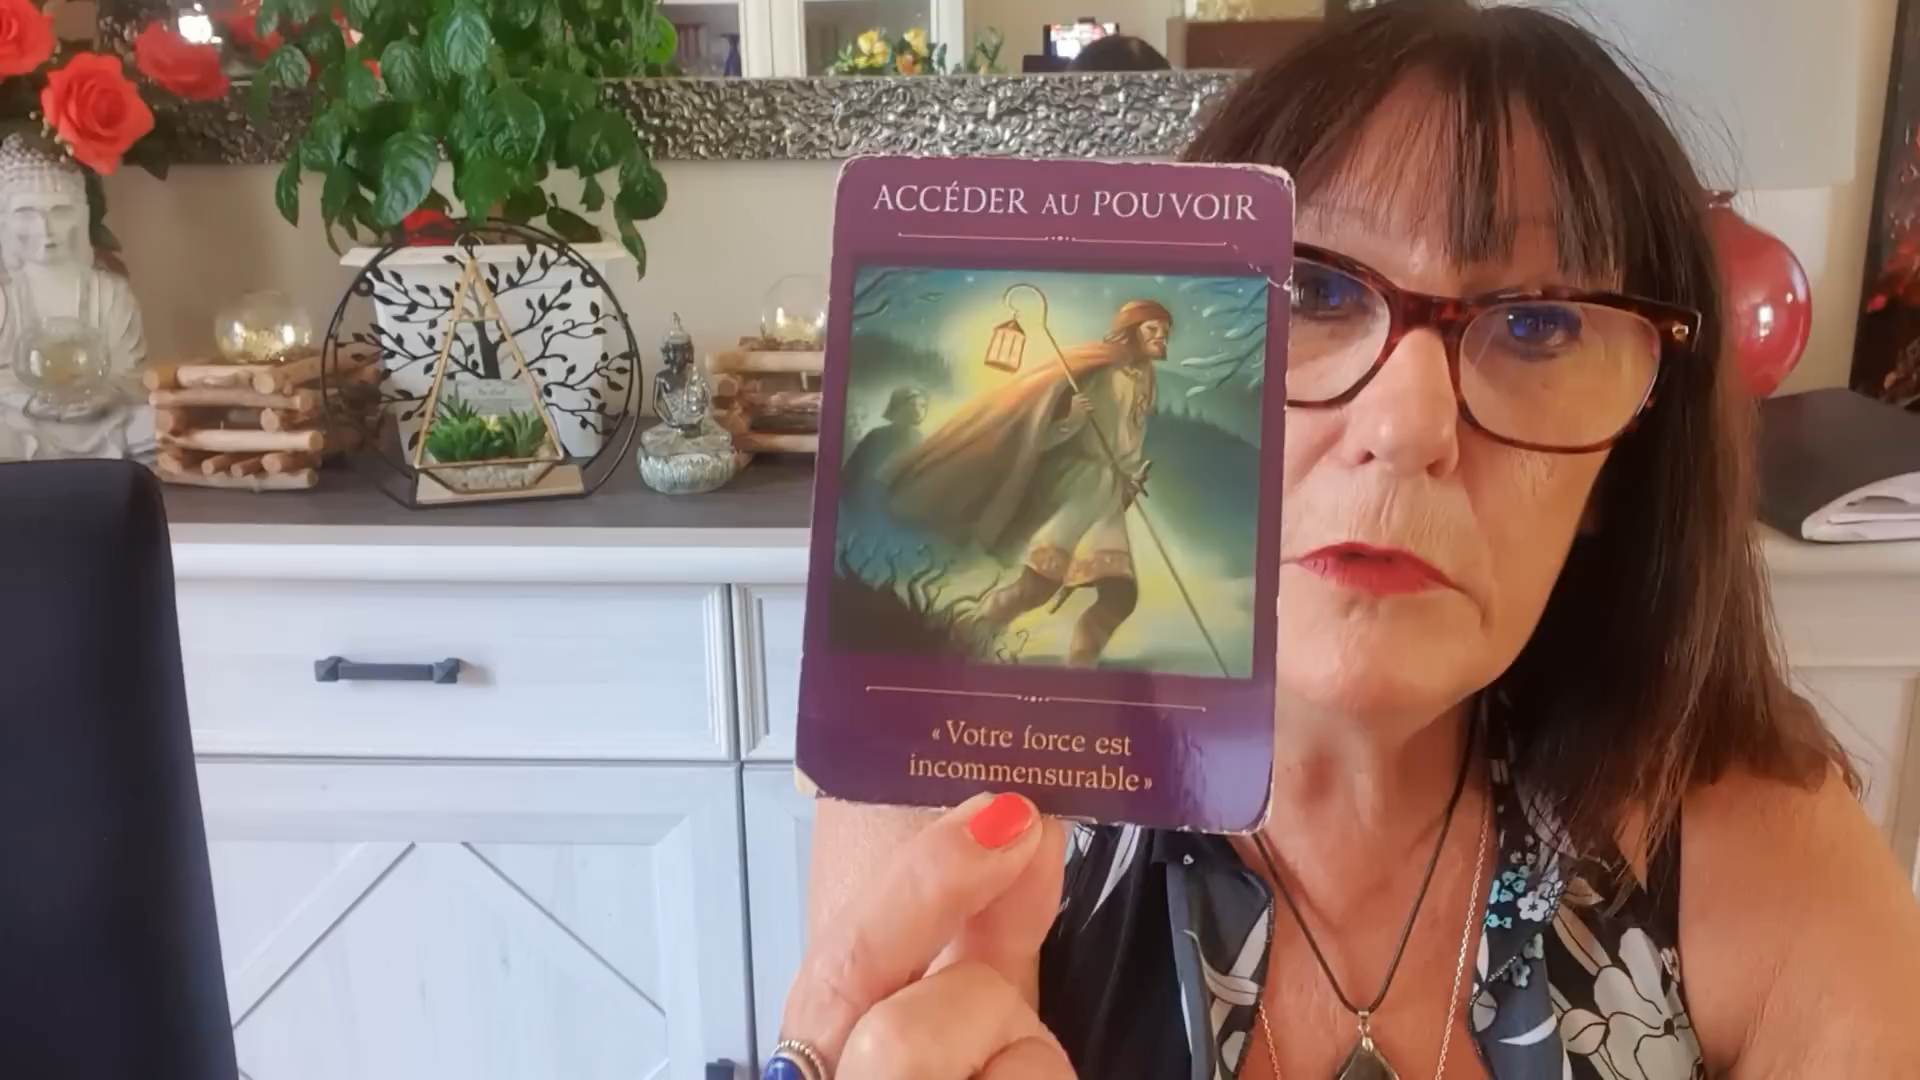 ACCÉDER AU POUVOIR
« Votre force est
incommensurable »